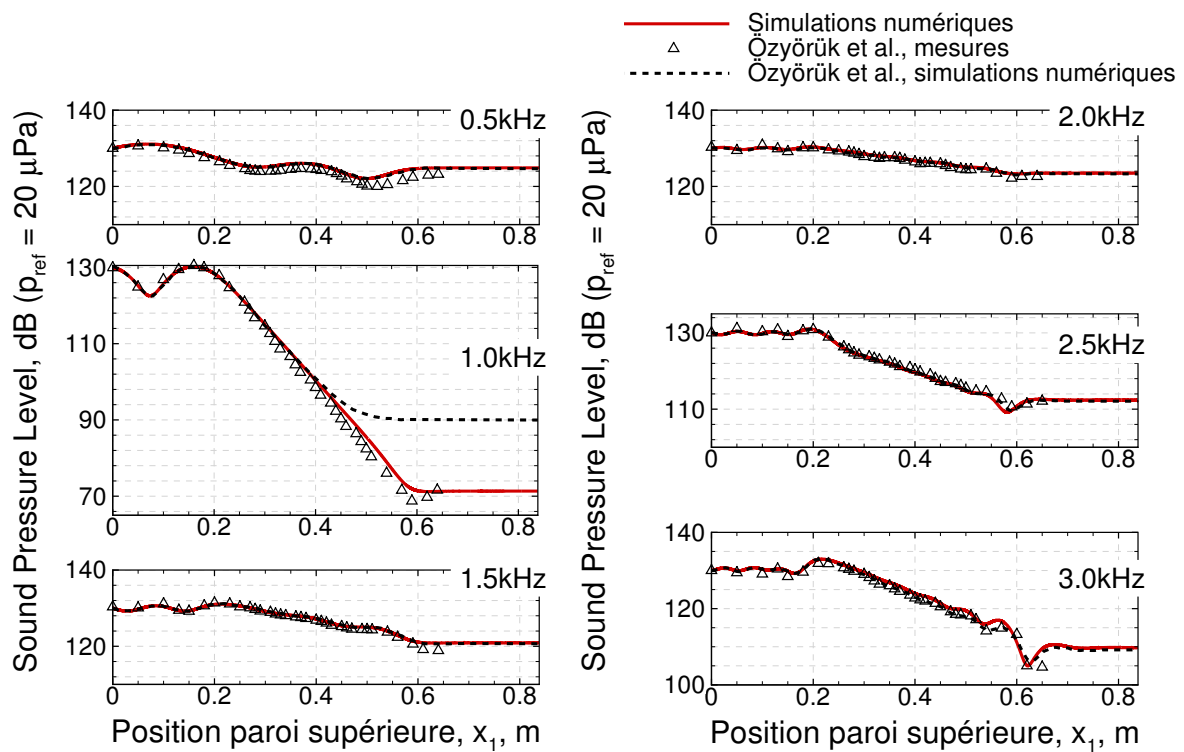 Simulations numériques
Özyörük et al., mesures
Özyörük et al., simulations numériques
Sound Pressure Level, dB (p_ref = 20 µPa)
140
120
0.5kHz
0 0.2 0.4 0.6 0.8
130
110
90
70
1.0kHz
0 0.2 0.4 0.6 0.8
140
120
1.5kHz
0 0.2 0.4 0.6 0.8
Position paroi supérieure, x_1, m
Sound Pressure Level, dB (p_ref = 20 µPa)
140
120
2.0kHz
0 0.2 0.4 0.6 0.8
130
110
2.5kHz
0 0.2 0.4 0.6 0.8
140
120
100
3.0kHz
0 0.2 0.4 0.6 0.8
Position paroi supérieure, x_1, m